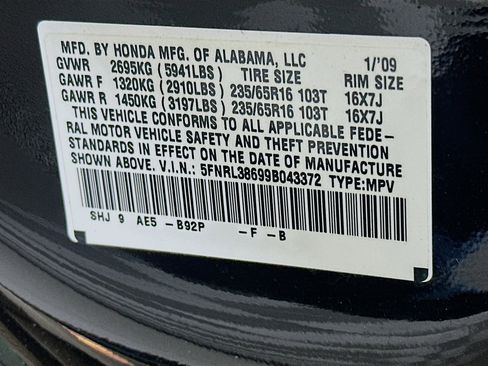 MFD. BY HONDA MFG. OF ALABAMA, LLC 1/'09
GVWR 2695KG (5941LBS) TIRE SIZE RIM SIZE
GAWR F 1320KG (2910LBS) 235/65R16 103T 16X7J
GAWR R 1450KG (3197LBS) 235/65R16 103T 16X7J
THIS VEHICLE CONFORMS TO ALL APPLICABLE FEDE-
RAL MOTOR VEHICLE SAFETY AND THEFT PREVENTION
STANDARDS IN EFFECT ON THE DATE OF MANUFACTURE
SHOWN ABOVE. V.I.N.: 5FNRL38699B043372 TYPE:MPV
SHJ 9 AE5 -B92P -F -B